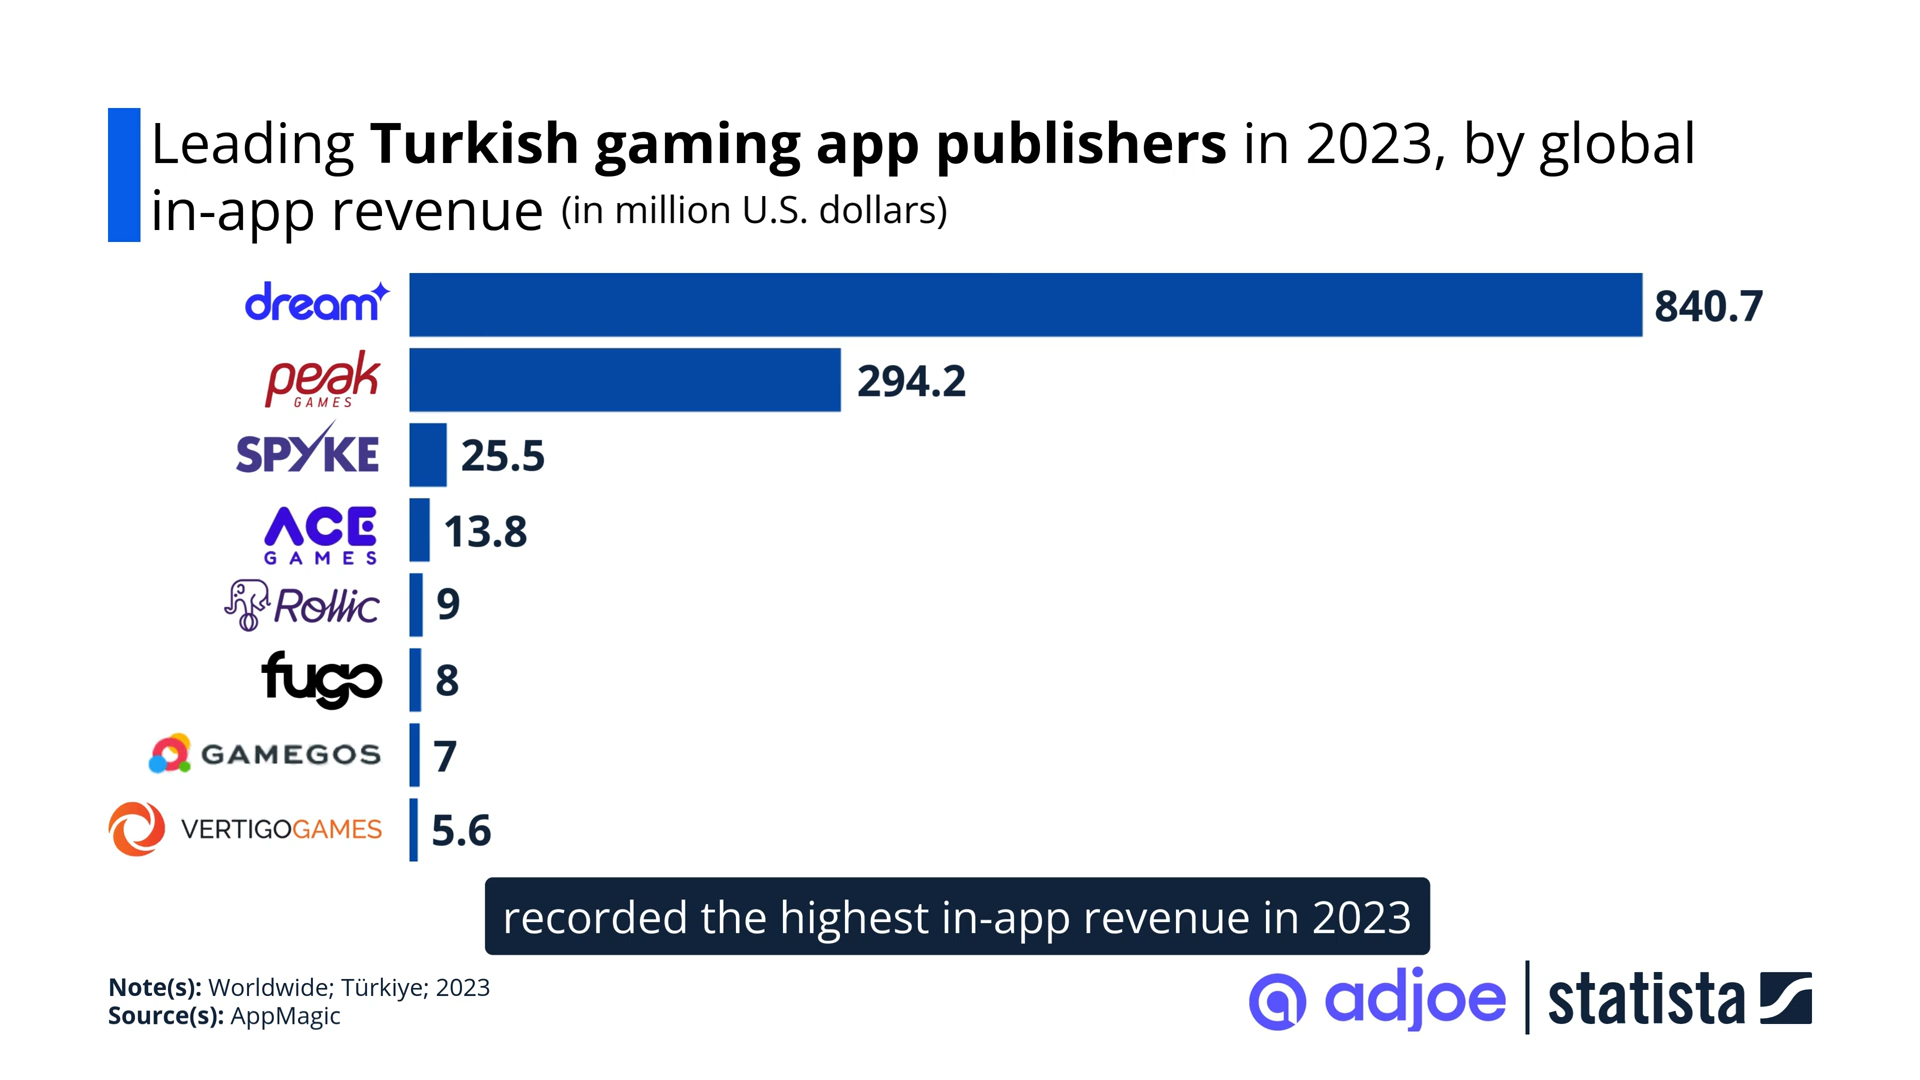 Leading Turkish gaming app publishers in 2023, by global
in-app revenue (in million U.S. dollars)
dream 840.7
peak
GAMES
294.2
SPYKE 25.5
ACE
GAMES
13.8
Rollic 9
fugo 8
GAMEGOS 7
VERTIGOGAMES 5.6
recorded the highest in-app revenue in 2023
Note(s): Worldwide; Türkiye; 2023
Source(s): AppMagic
adjoe
statista